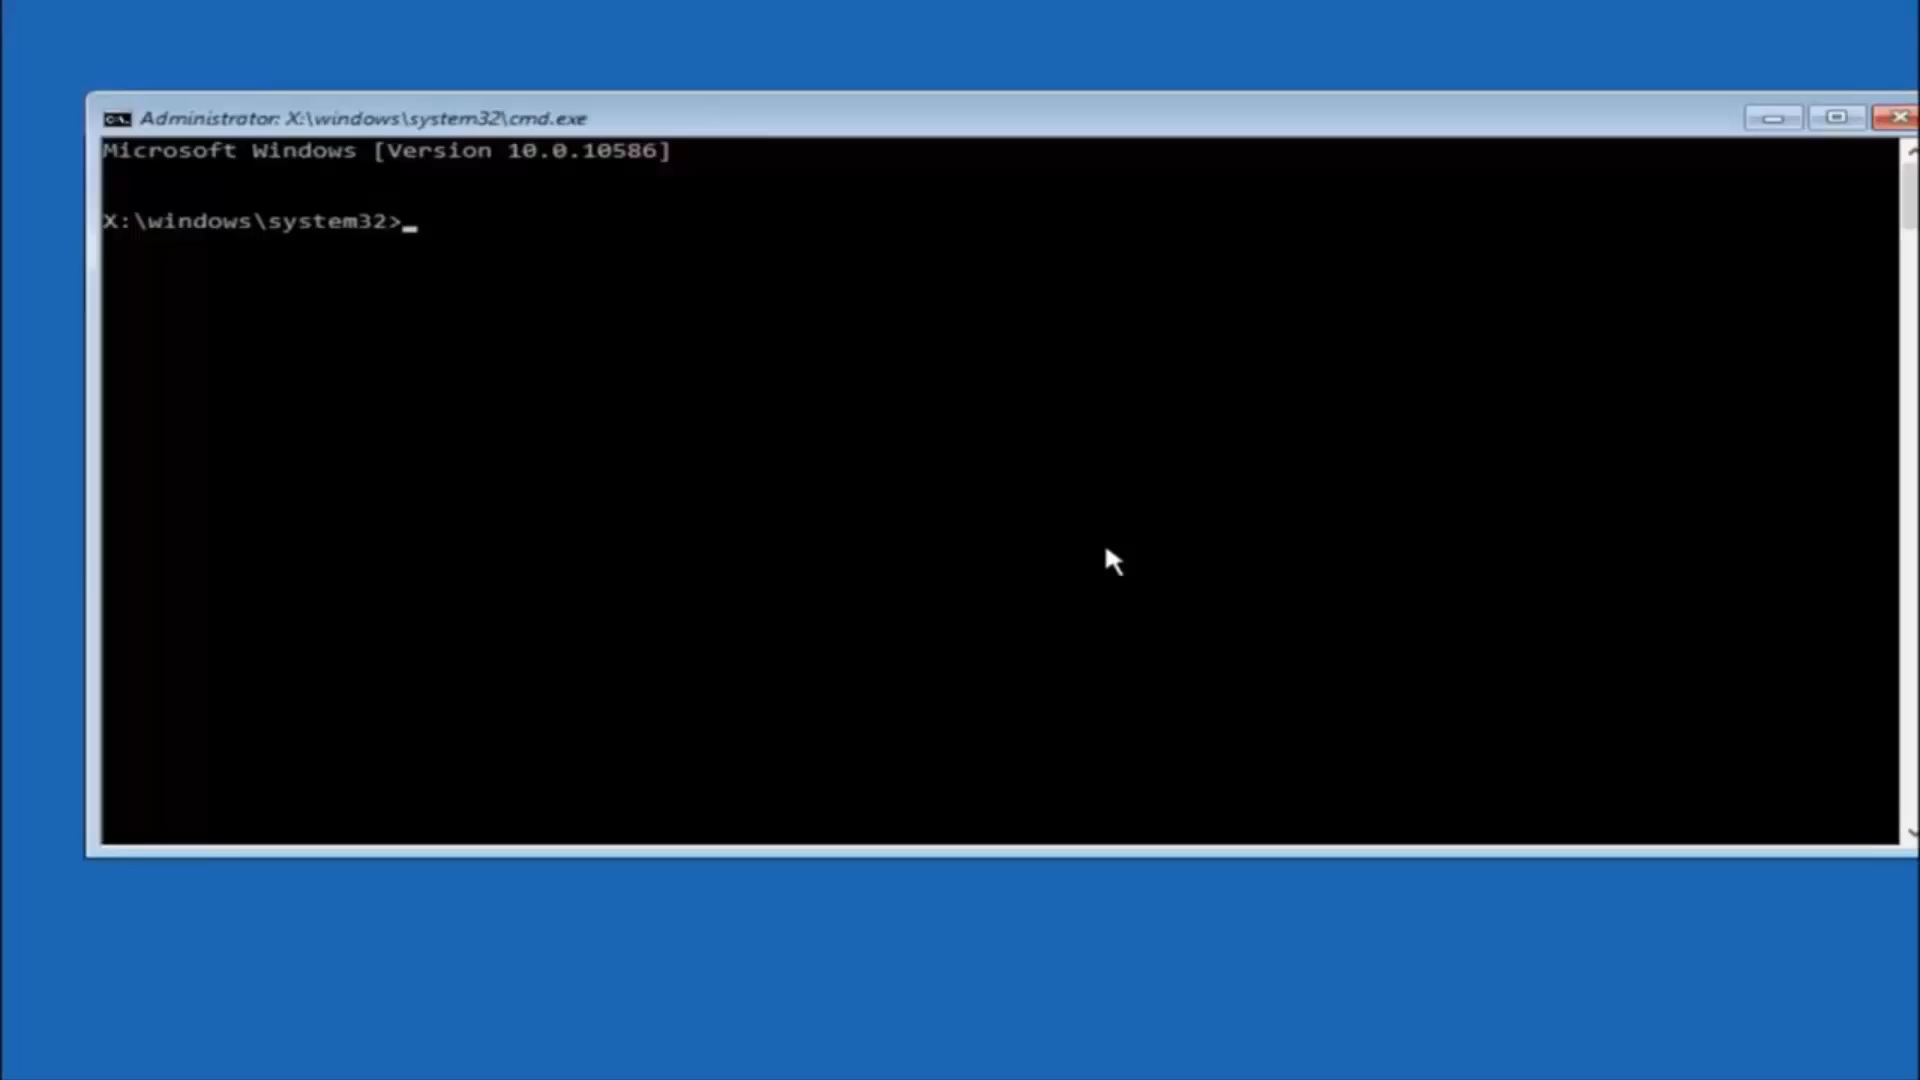 Administrator: X:\windows\system32\cmd.exe
Microsoft Windows [Version 10.0.10586]
X:\windows\system32>